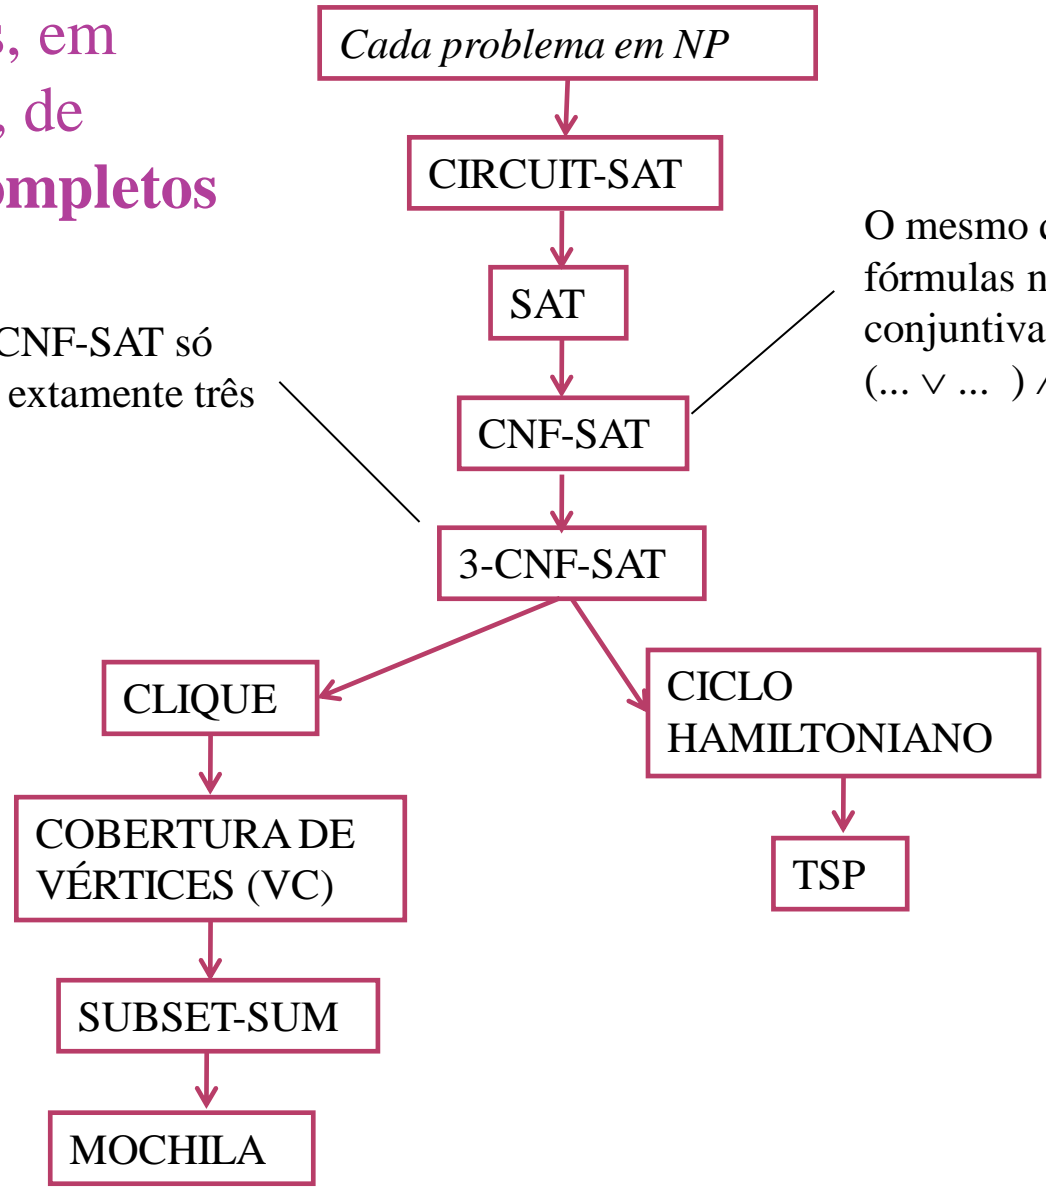 s, em
, de
ompletos
Cada problema em NP
CIRCUIT-SAT
SAT
O mesmo
fórmulas n
conjuntiva
(... ∨ ... ) ∧
CNF-SAT só
extamente três
CNF-SAT
3-CNF-SAT
CLIQUE
CICLO
HAMILTONIANO
COBERTURA DE
VÉRTICES (VC)
TSP
SUBSET-SUM
MOCHILA